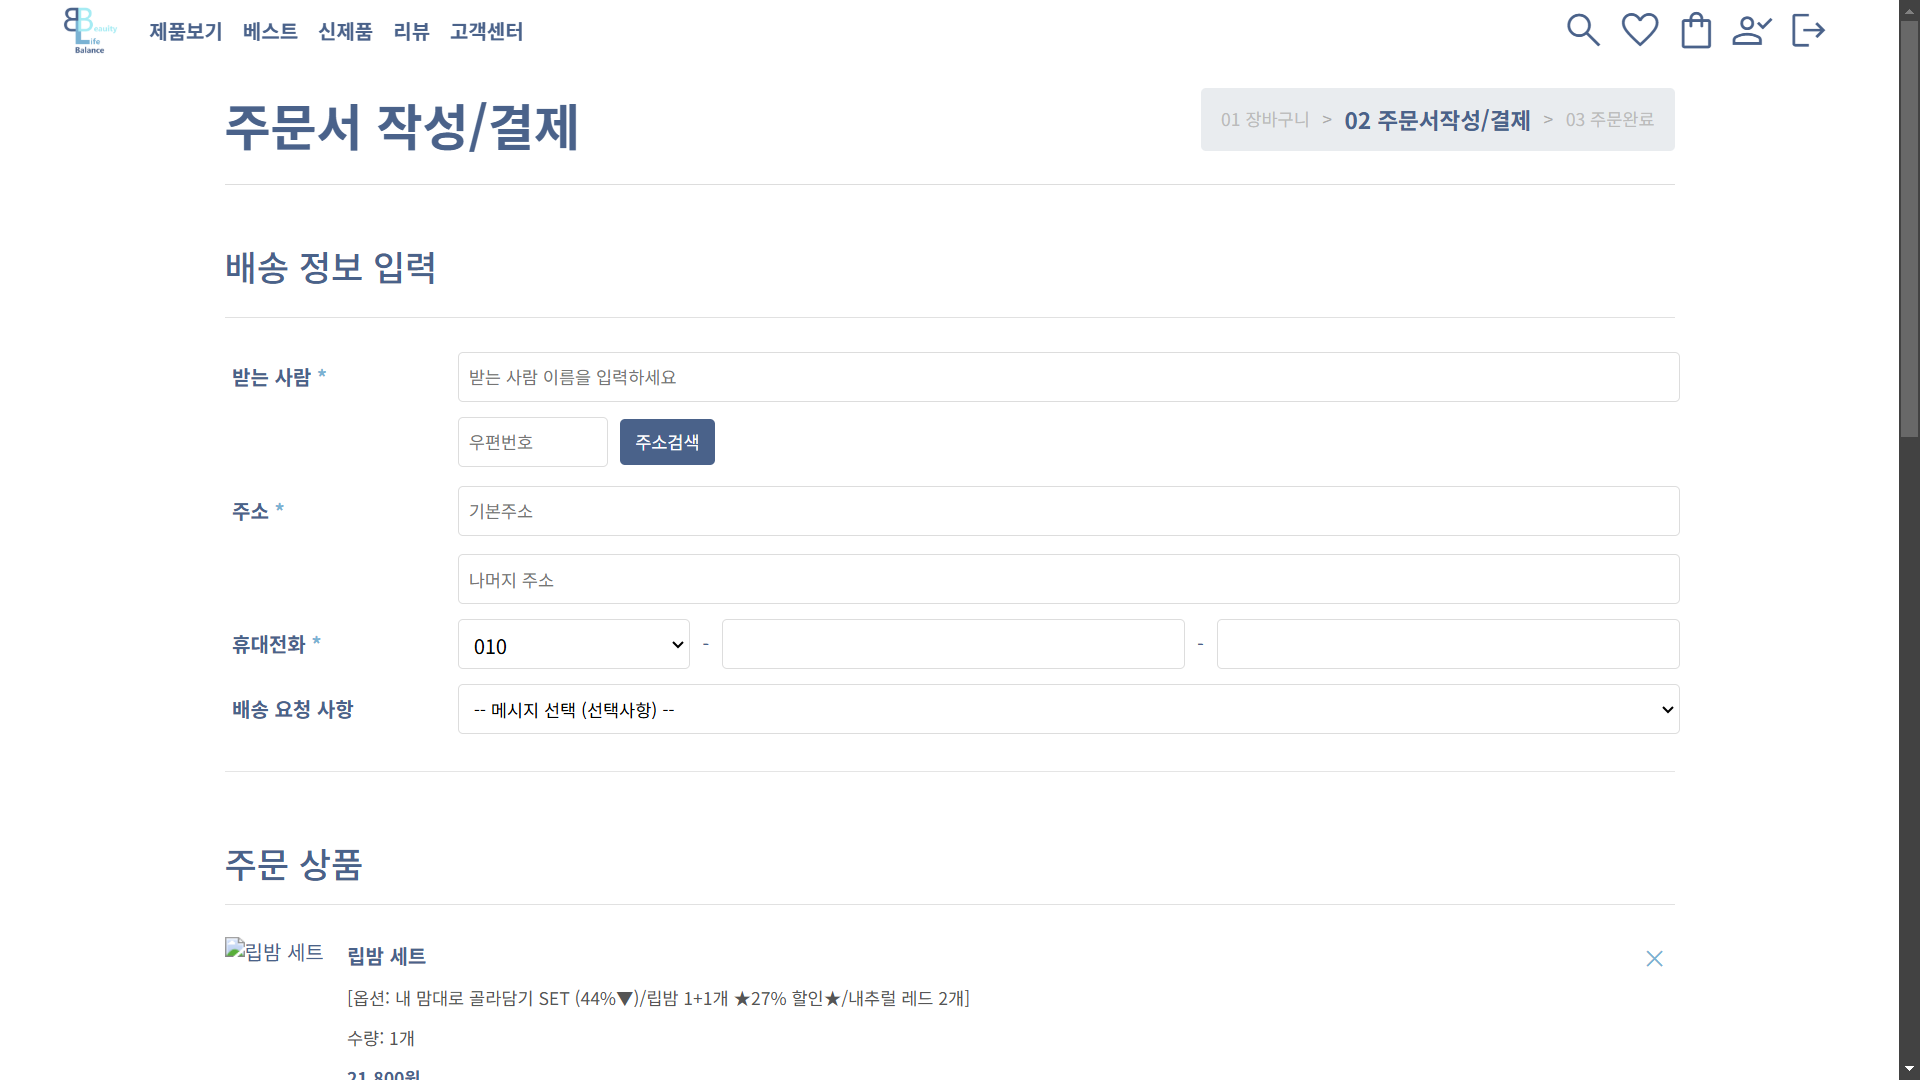 Beauity
Life
Balance
제품보기 베스트 신제품 리뷰 고객센터
주문서 작성/결제
01 장바구니 > 02 주문서작성/결제 > 03 주문완료
배송 정보 입력
받는 사람 *
받는 사람 이름을 입력하세요
우편번호
주소검색
주소 *
기본주소
나머지 주소
휴대전화 *
010
-
-
배송 요청 사항
-- 메시지 선택 (선택사항) --
주문 상품
립밤 세트
립밤 세트
[옵션: 내 맘대로 골라담기 SET (44%▼)/립밤 1+1개 ★27% 할인★/내추럴 레드 2개]
수량: 1개
21,800원